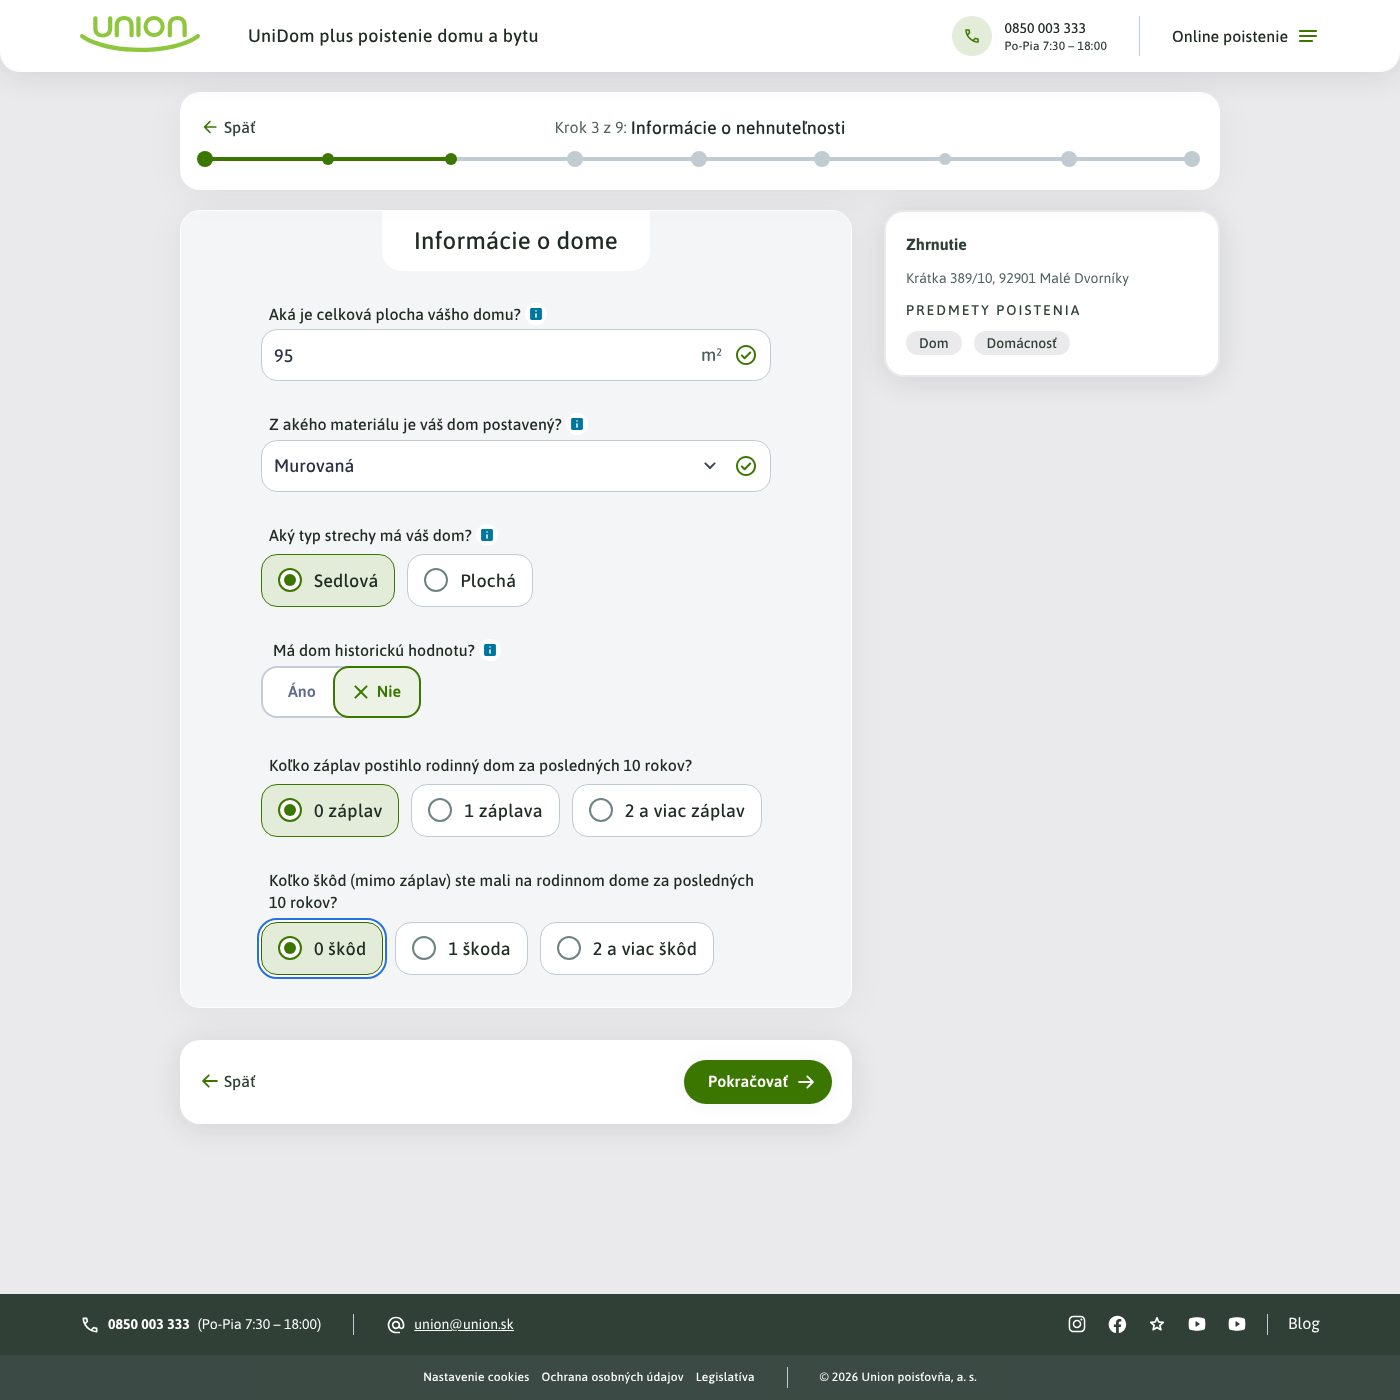 union
UniDom plus poistenie domu a bytu
0850 003 333
Po-Pia 7:30 – 18:00
Online poistenie
Späť
Krok 3 z 9: Informácie o nehnuteľnosti
Informácie o dome
Aká je celková plocha vášho domu?
95
m²
Z akého materiálu je váš dom postavený?
Murovaná
Aký typ strechy má váš dom?
Sedlová
Plochá
Má dom historickú hodnotu?
Áno
Nie
Koľko záplav postihlo rodinný dom za posledných 10 rokov?
0 záplav
1 záplava
2 a viac záplav
Koľko škôd (mimo záplav) ste mali na rodinnom dome za posledných
10 rokov?
0 škôd
1 škoda
2 a viac škôd
Späť
Pokračovať
Zhrnutie
Krátka 389/10, 92901 Malé Dvorníky
PREDMETY POISTENIA
Dom
Domácnosť
0850 003 333 (Po-Pia 7:30 – 18:00)
union@union.sk
Blog
Nastavenie cookies
Ochrana osobných údajov
Legislatíva
© 2026 Union poisťovňa, a. s.